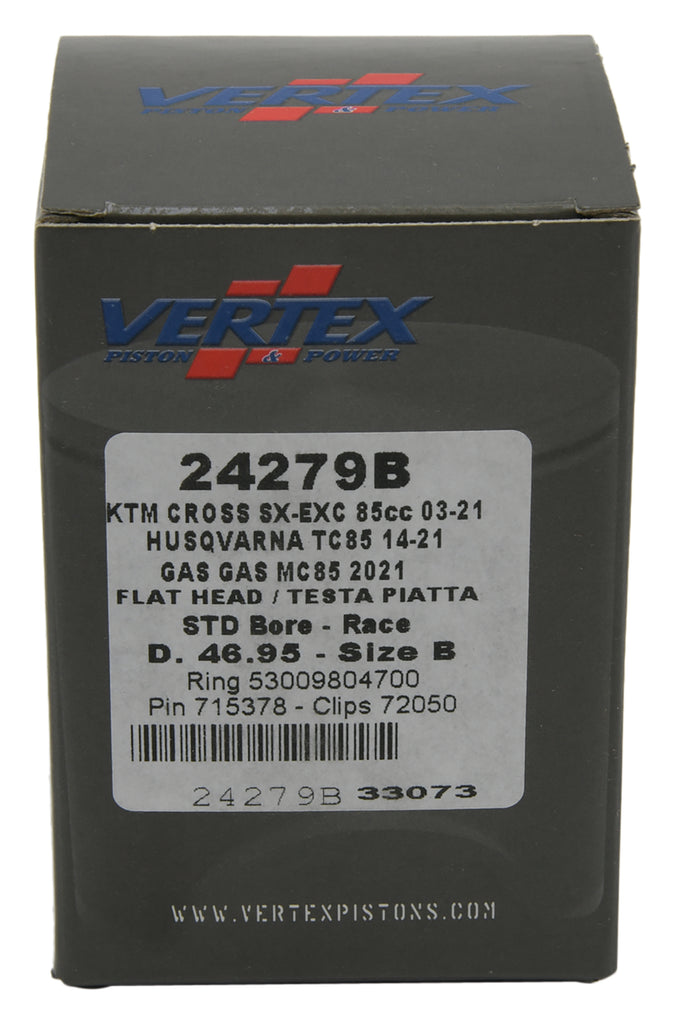 VERTEX
PISTON & POWER
VERTEX
PISTON & POWER
24279B
KTM CROSS SX-EXC 85cc 03-21
HUSQVARNA TC85 14-21
GAS GAS MC85 2021
FLAT HEAD / TESTA PIATTA
STD Bore - Race
D. 46.95 - Size B
Ring 53009804700
Pin 715378 - Clips 72050
24279B 33073
WWW.VERTEXPISTONS.COM